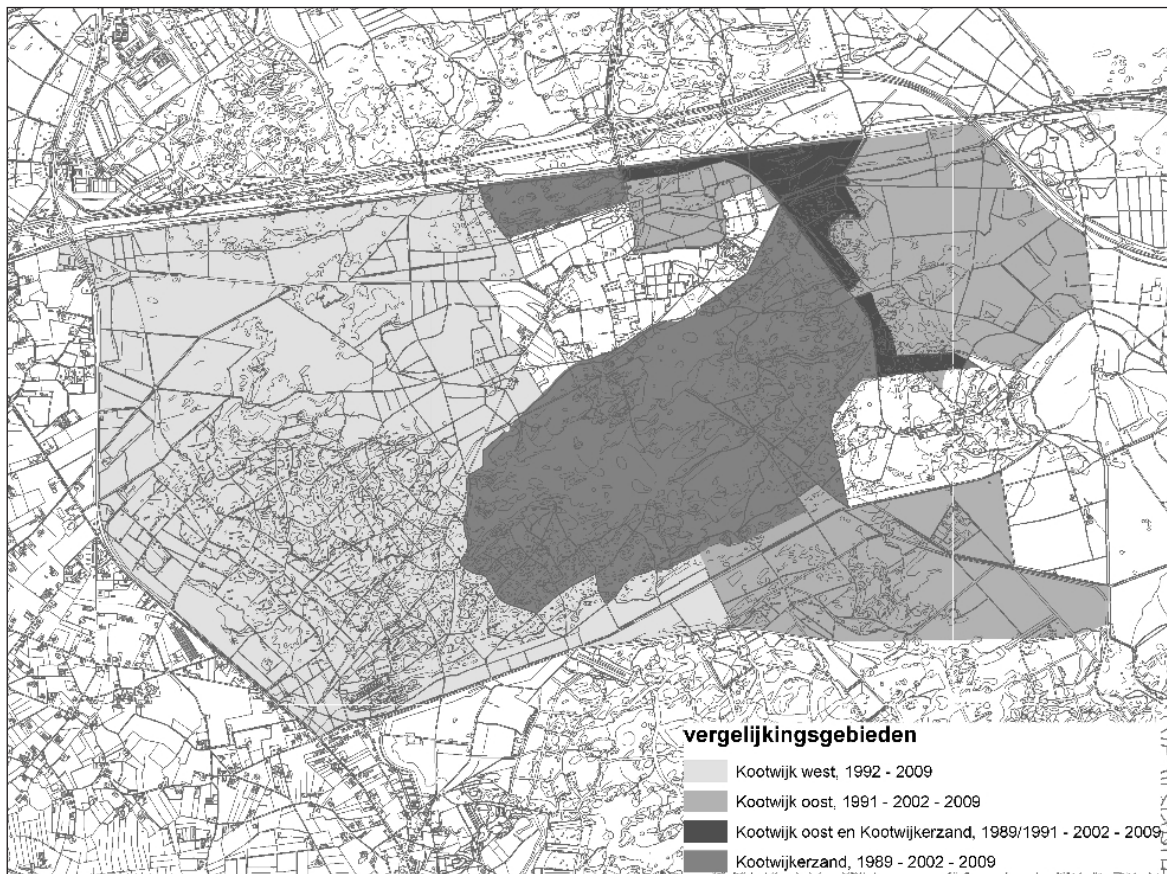 vergelijkingsgebieden
Kootwijk west, 1992 - 2009
Kootwijk oost, 1991 - 2002 - 2009
Kootwijk oost en Kootwijkerzand, 1989/1991 - 2002 - 2009
Kootwijkerzand, 1989 - 2002 - 2009